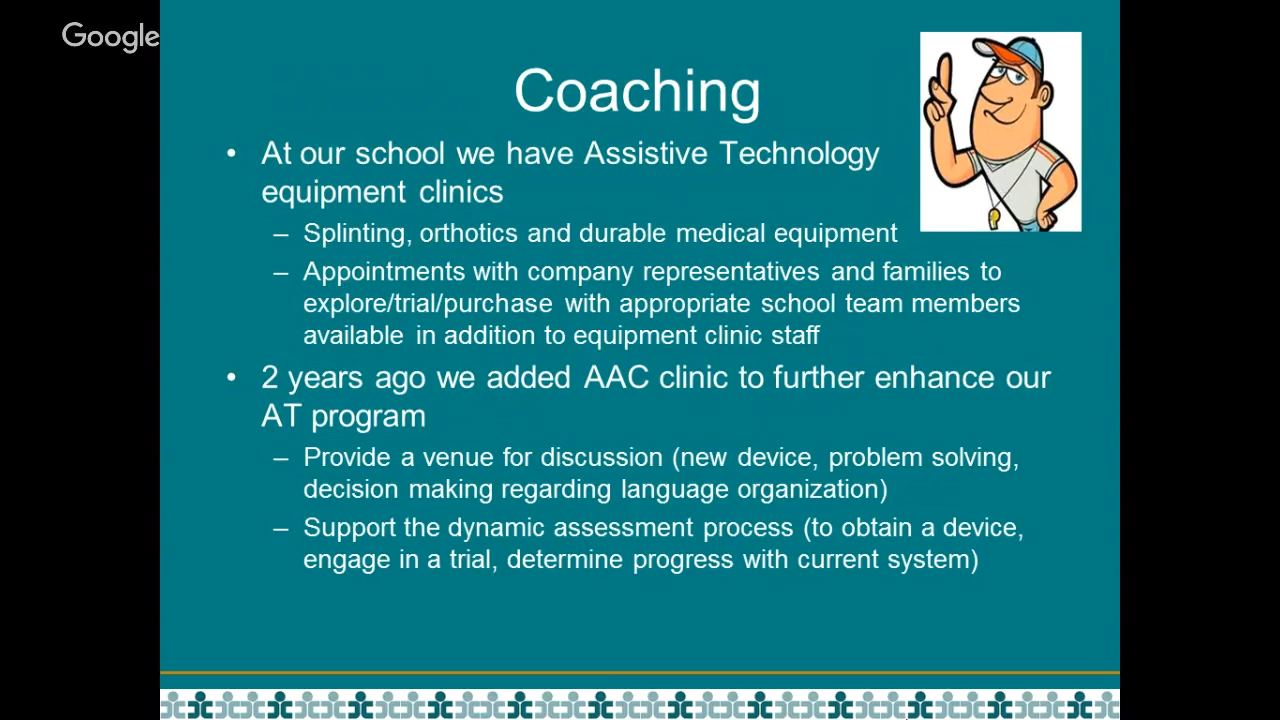 Google
Coaching
• At our school we have Assistive Technology
equipment clinics
– Splinting, orthotics and durable medical equipment
– Appointments with company representatives and families to
explore/trial/purchase with appropriate school team members
available in addition to equipment clinic staff
• 2 years ago we added AAC clinic to further enhance our
AT program
– Provide a venue for discussion (new device, problem solving,
decision making regarding language organization)
– Support the dynamic assessment process (to obtain a device,
engage in a trial, determine progress with current system)